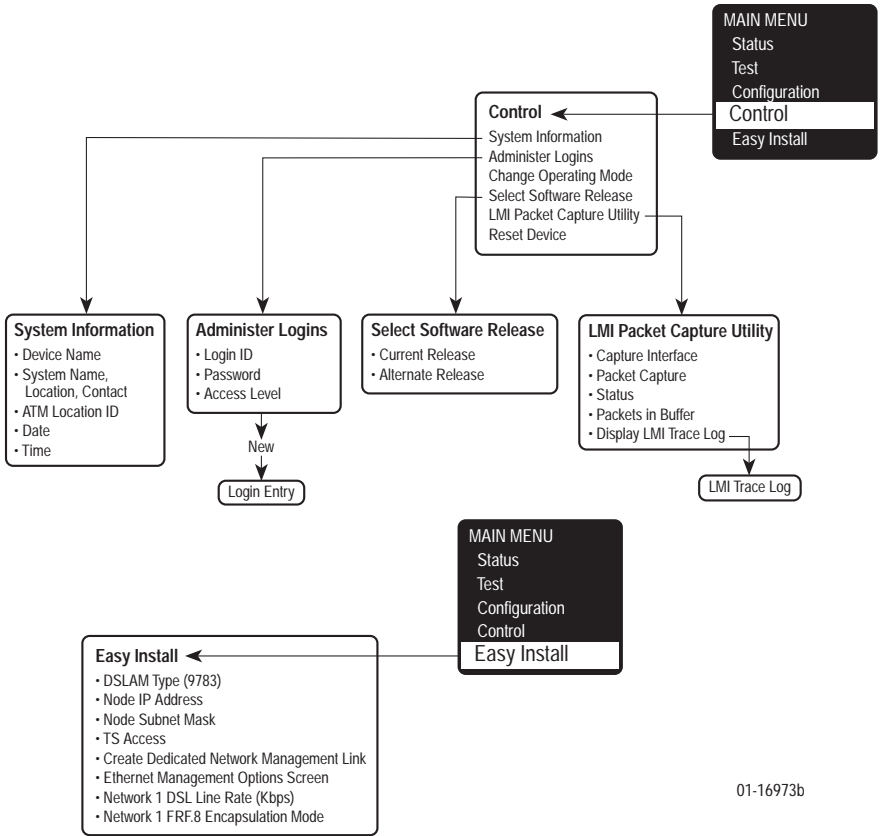 MAIN MENU
Status
Test
Configuration
Control
Easy Install
Control
System Information
Administer Logins
Change Operating Mode
Select Software Release
LMI Packet Capture Utility
Reset Device
System Information
• Device Name
• System Name,
Location, Contact
• ATM Location ID
• Date
• Time
Administer Logins
• Login ID
• Password
• Access Level
New
Login Entry
Select Software Release
• Current Release
• Alternate Release
LMI Packet Capture Utility
• Capture Interface
• Packet Capture
• Status
• Packets in Buffer
• Display LMI Trace Log
LMI Trace Log
MAIN MENU
Status
Test
Configuration
Control
Easy Install
Easy Install
• DSLAM Type (9783)
• Node IP Address
• Node Subnet Mask
• TS Access
• Create Dedicated Network Management Link
• Ethernet Management Options Screen
• Network 1 DSL Line Rate (Kbps)
• Network 1 FRF.8 Encapsulation Mode
01-16973b